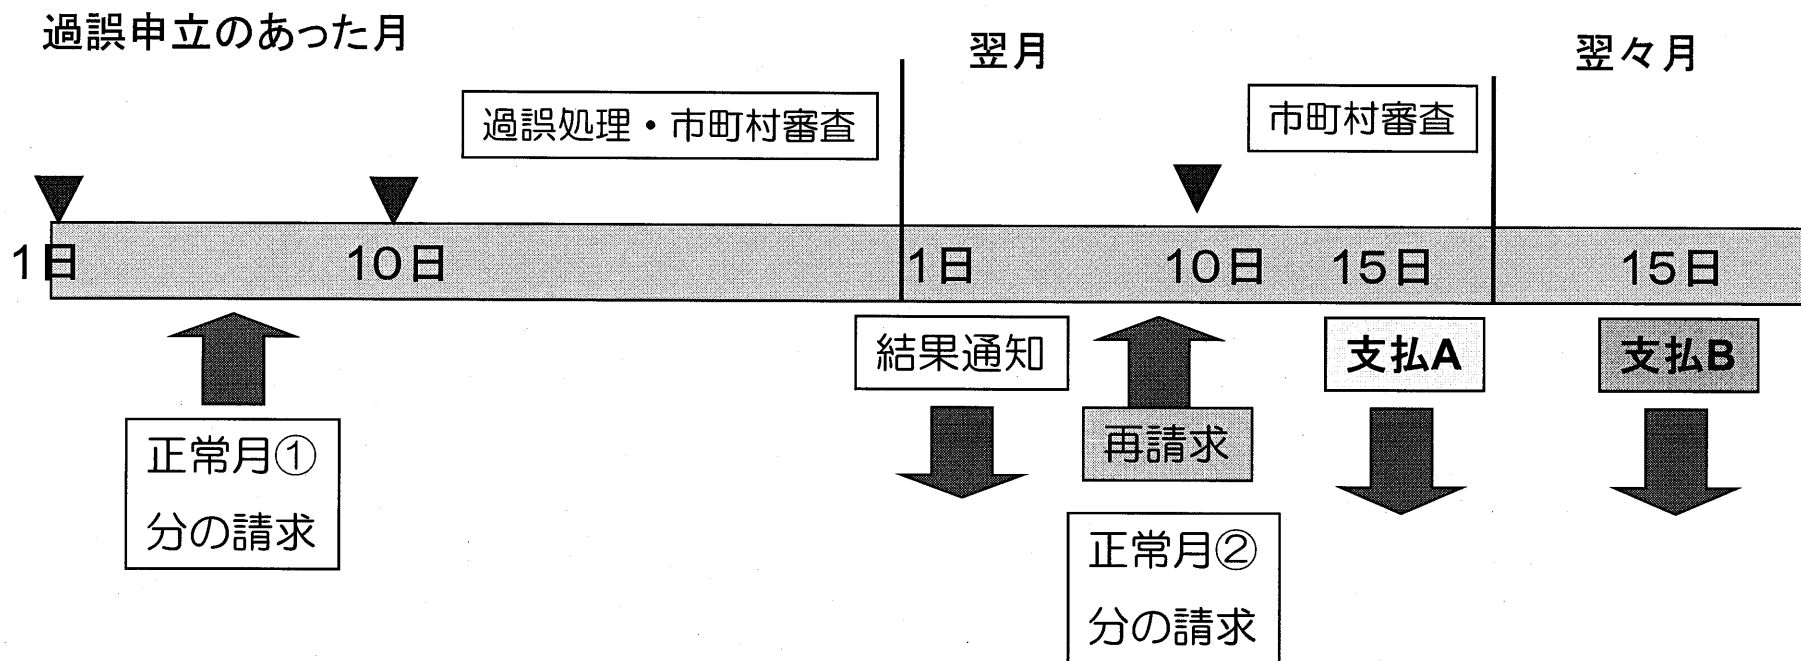 過誤申立のあった月
翌月
翌々月
過誤処理・市町村審査
市町村審査
1日
10日
1日
10日
15日
15日
結果通知
支払A
支払B
正常月①
分の請求
再請求
正常月②
分の請求